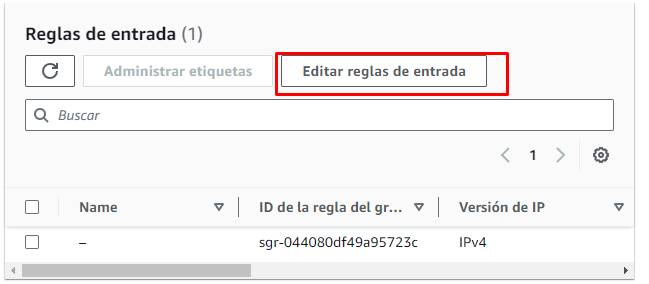 Reglas de entrada (1)
Administrar etiquetas
Editar reglas de entrada
Buscar
1
Name ID de la regla del gr... Versión de IP
– sgr-044080df49a95723c IPv4